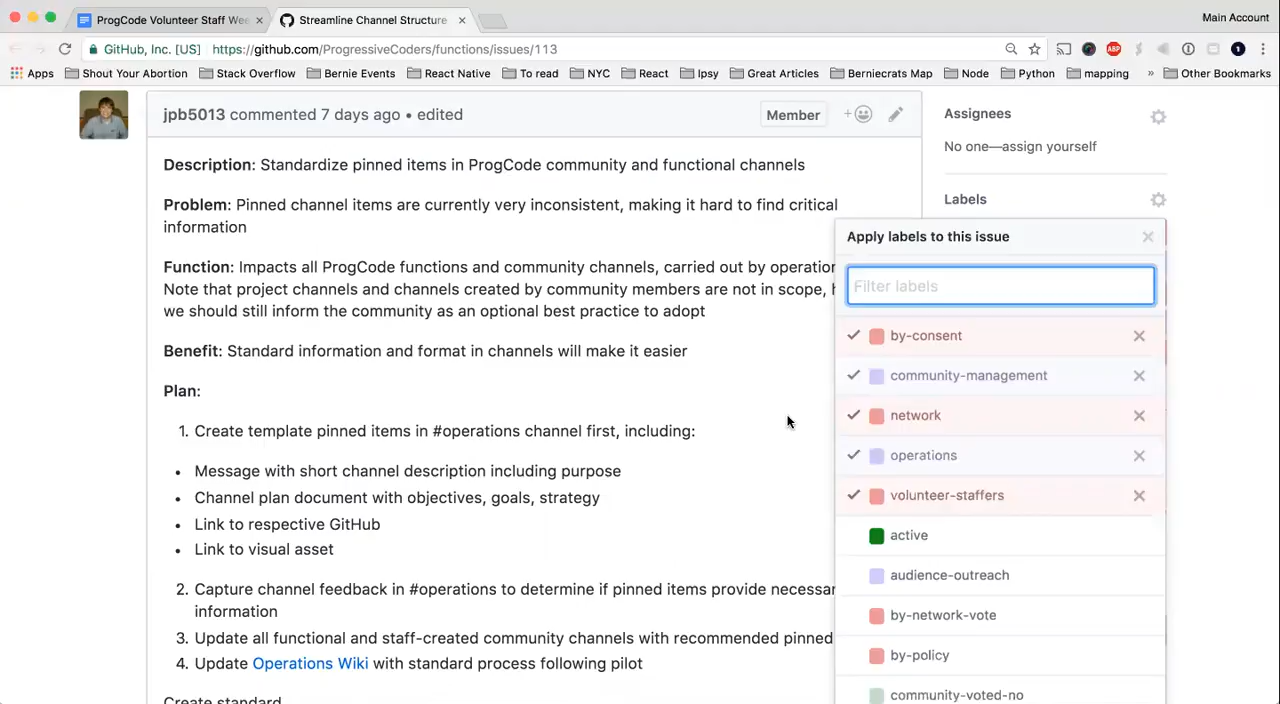 ProgCode Volunteer Staff Wee
Streamline Channel Structure
Main Account
GitHub, Inc. [US]
https://github.com/ProgressiveCoders/functions/issues/113
ABP
1
Apps
Shout Your Abortion
Stack Overflow
Bernie Events
React Native
To read
NYC
React
Ipsy
Great Articles
Berniecrats Map
Node
Python
mapping
»
Other Bookmarks
jpb5013 commented 7 days ago • edited
Member
Description: Standardize pinned items in ProgCode community and functional channels
Problem: Pinned channel items are currently very inconsistent, making it hard to find critical
information
Function: Impacts all ProgCode functions and community channels, carried out by operation
Note that project channels and channels created by community members are not in scope, h
we should still inform the community as an optional best practice to adopt
Benefit: Standard information and format in channels will make it easier
Plan:
1. Create template pinned items in #operations channel first, including:
• Message with short channel description including purpose
• Channel plan document with objectives, goals, strategy
• Link to respective GitHub
• Link to visual asset
2. Capture channel feedback in #operations to determine if pinned items provide necessar
information
3. Update all functional and staff-created community channels with recommended pinned
4. Update Operations Wiki with standard process following pilot
Create standard
Assignees
No one—assign yourself
Labels
Apply labels to this issue
Filter labels
by-consent
community-management
network
operations
volunteer-staffers
active
audience-outreach
by-network-vote
by-policy
community-voted-no